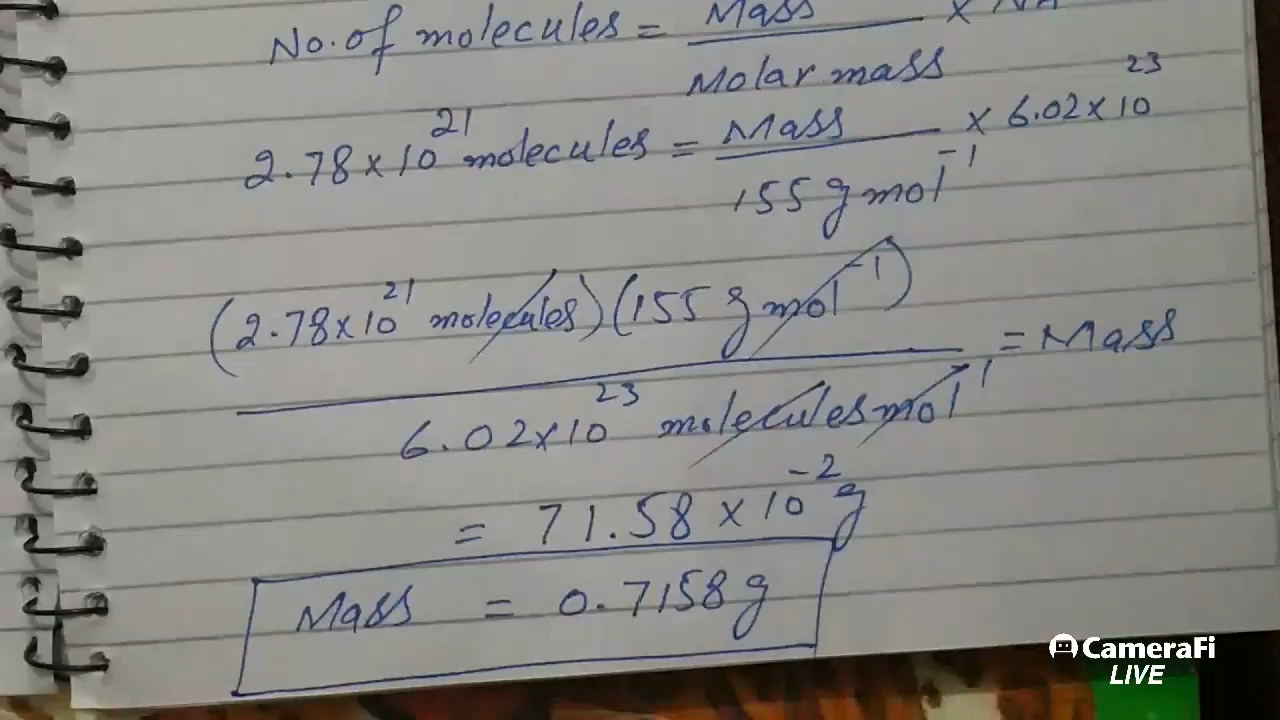 No. of molecules = Mass / Molar mass × NA
2.78 × 10^21 molecules = Mass / 155 g mol^-1 × 6.02 × 10^23
(2.78 × 10^21 molecules) (155 g mol^-1) / 6.02 × 10^23 molecules mol^-1 = Mass
= 71.58 × 10^-2 g
Mass = 0.7158 g
CameraFi
LIVE